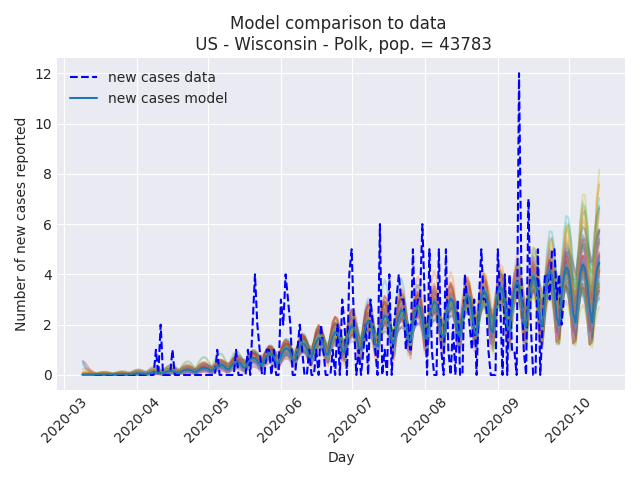 Model comparison to data
US - Wisconsin - Polk, pop. = 43783
new cases data
new cases model
Number of new cases reported
12
10
8
6
4
2
0
2020-03
2020-04
2020-05
2020-06
2020-07
2020-08
2020-09
2020-10
Day